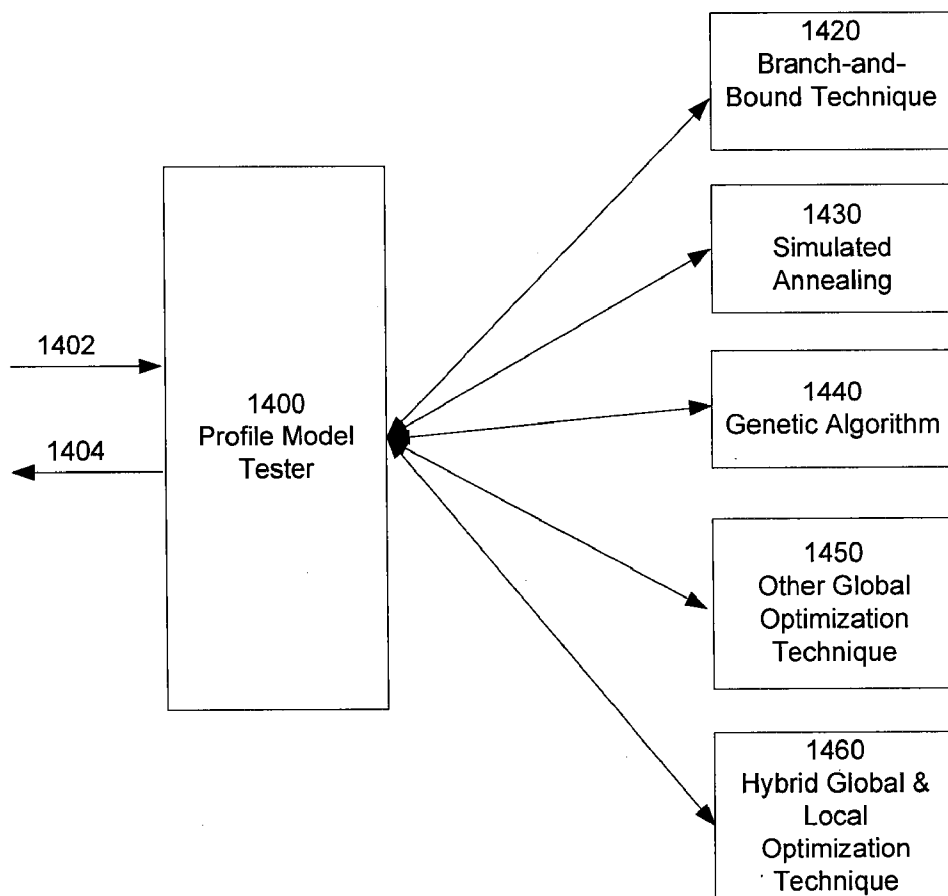 1402
1404
1400
Profile Model
Tester
1420
Branch-and-
Bound Technique
1430
Simulated
Annealing
1440
Genetic Algorithm
1450
Other Global
Optimization
Technique
1460
Hybrid Global &
Local
Optimization
Technique